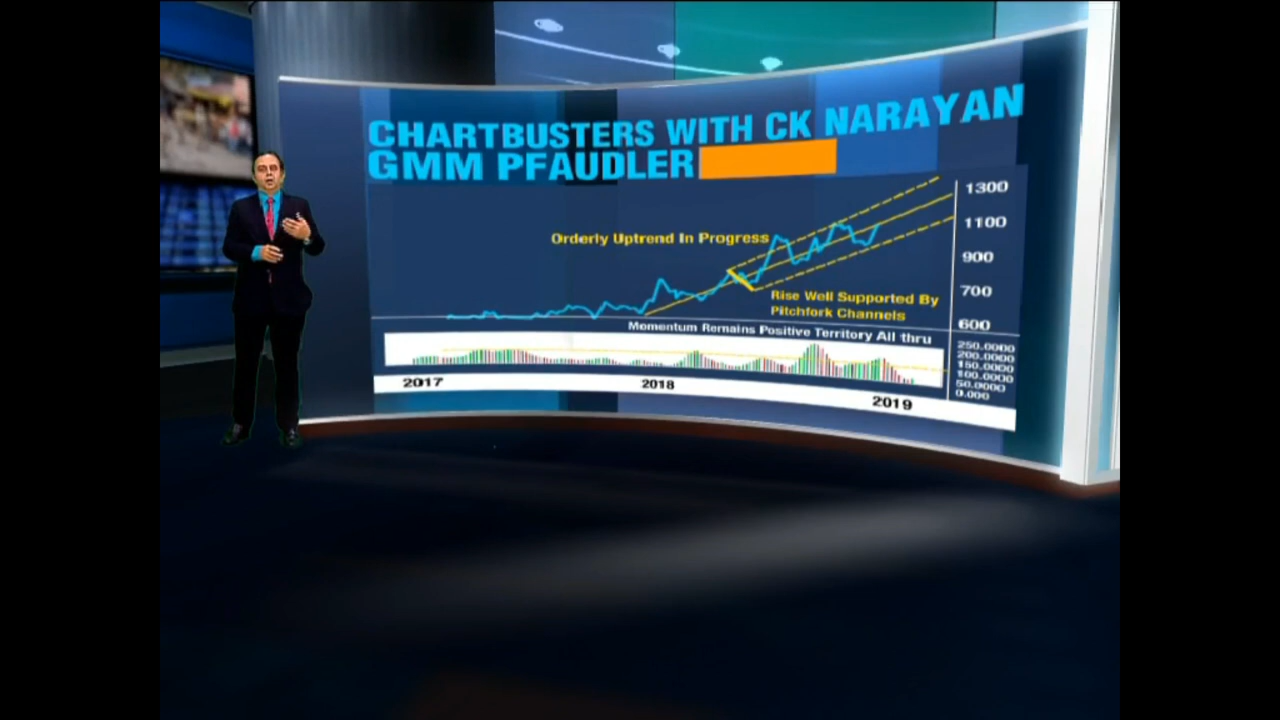 CHARTBUSTERS WITH CK NARAYAN
GMM PFAUDLER
1300
Orderly Uptrend In Progress
1100
900
700
Rise Well Supported By
Pitchfork Channels
600
Momentum Remains Positive Territory All thru
250.0000
200.0000
150.0000
100.0000
50.0000
0.000
2017
2018
2019